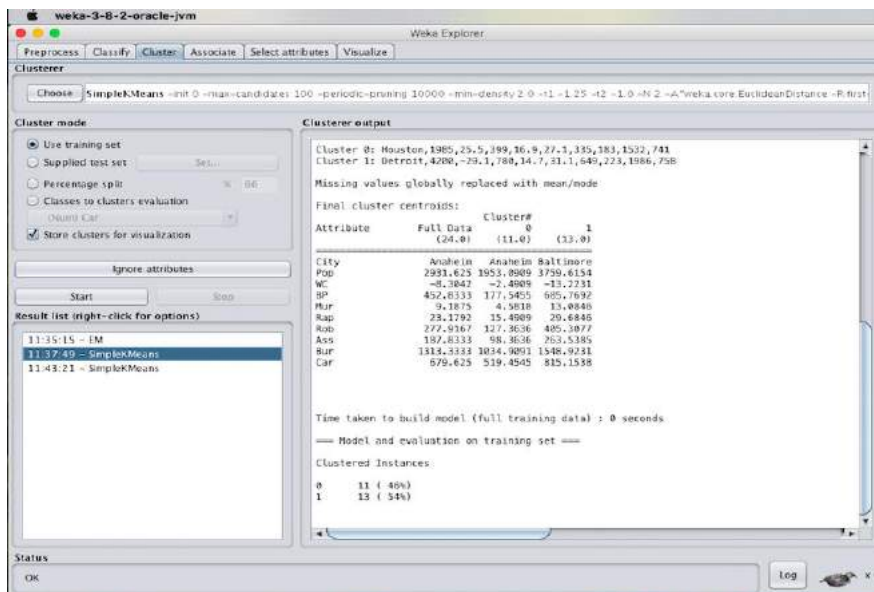 weka-3-8-2-oracle-jvm
Weka Explorer
Preprocess Classify Cluster Associate Select attributes Visualize
Clusterer
Choose SimpleKMeans -init 0 -max-candidates 100 -periodic-pruning 10000 -min-density 2.0 -t1 -1.25 -t2 -1.0 -N 2 -A "weka.core.EuclideanDistance -R first-
Cluster mode
Use training set
Supplied test set Set...
Percentage split % 66
Classes to clusters evaluation
(Num) Car
Store clusters for visualization
Ignore attributes
Start Stop
Result list (right-click for options)
11:35:15 - EM
11:37:49 - SimpleKMeans
11:43:21 - SimpleKMeans
Clusterer output
Cluster 0: Houston,1985,25.5,399,16.9,27.1,335,183,1532,741
Cluster 1: Detroit,4200,-29.1,780,14.7,31.1,649,223,1986,758
Missing values globally replaced with mean/mode
Final cluster centroids:
Cluster#
Attribute Full Data 0 1
(24.0) (11.0) (13.0)
City Anaheim Anaheim Baltimore
Pop 2931.625 1953.0909 3759.6154
WC -8.3042 -2.4909 -13.2231
BP 452.8333 177.5455 685.7692
Mur 9.1875 4.5818 13.0846
Rap 23.1792 15.4909 29.6846
Rob 277.9167 127.3636 405.3077
Ass 187.8333 98.3636 263.5385
Bur 1313.3333 1034.9091 1548.9231
Car 679.625 519.4545 815.1538
Time taken to build model (full training data) : 0 seconds
=== Model and evaluation on training set ===
Clustered Instances
0 11 ( 46%)
1 13 ( 54%)
Status
OK
Log
x